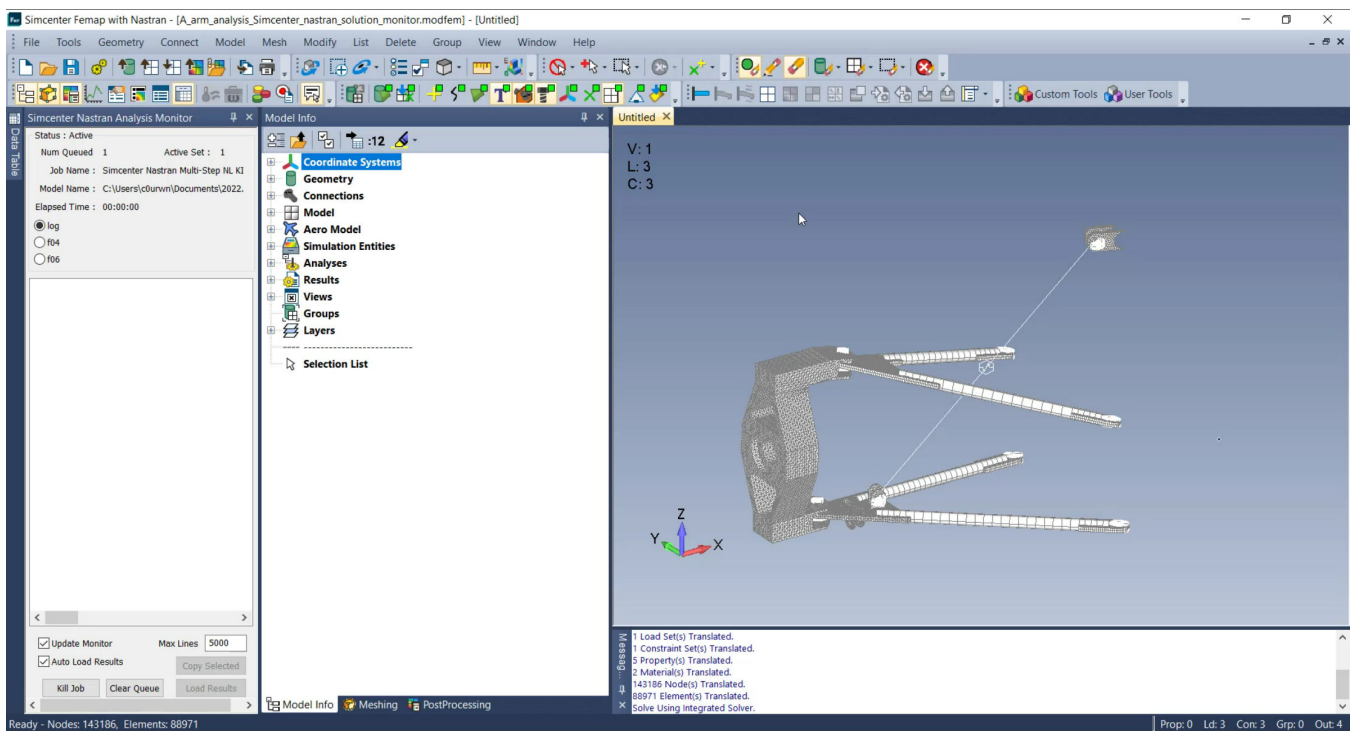 Simcenter Femap with Nastran - [A_arm_analysis_Simcenter_nastran_solution_monitor.modfem] - [Untitled]
File Tools Geometry Connect Model Mesh Modify List Delete Group View Window Help
Custom Tools User Tools
Simcenter Nastran Analysis Monitor
Status : Active
Num Queued 1 Active Set : 1
Job Name : Simcenter Nastran Multi-Step NL KI
Model Name : C:\Users\c0urwn\Documents\2022.
Elapsed Time : 00:00:00
log
f04
f06
Update Monitor Max Lines 5000
Auto Load Results Copy Selected
Kill Job Clear Queue Load Results
Data Table
Model Info
:12
Coordinate Systems
Geometry
Connections
Model
Aero Model
Simulation Entities
Analyses
Results
Views
Groups
Layers
Selection List
Model Info Meshing PostProcessing
Untitled
V: 1
L: 3
C: 3
Z
Y
X
Messag...
1 Load Set(s) Translated.
1 Constraint Set(s) Translated.
5 Property(s) Translated.
2 Material(s) Translated.
143186 Node(s) Translated.
88971 Element(s) Translated.
Solve Using Integrated Solver.
Ready - Nodes: 143186, Elements: 88971
Prop: 0 Ld: 3 Con: 3 Grp: 0 Out: 4